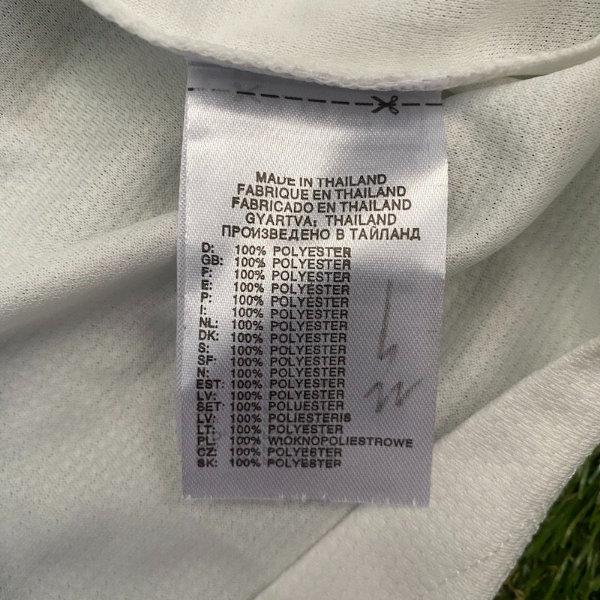 MADE IN THAILAND
FABRIQUE EN THAILAND
FABRICADO EN THAILAND
GYARTVA: THAILAND
ПРОИЗВЕДЕНО В ТАЙЛАНД
D: 100% POLYESTER
GB: 100% POLYESTER
F: 100% POLYESTER
E: 100% POLYESTER
P: 100% POLYESTER
I: 100% POLYESTER
NL: 100% POLYESTER
DK: 100% POLYESTER
S: 100% POLYESTER
SF: 100% POLYESTER
N: 100% POLYESTER
EST: 100% POLYESTER
LV: 100% POLYESTER
SET: 100% POLUESTER
LV: 100% POLIESTERIS
LT: 100% POLYESTER
PL: 100% WIOKNOPOLIESTROWE
CZ: 100% POLYESTER
SK: 100% POLYESTER